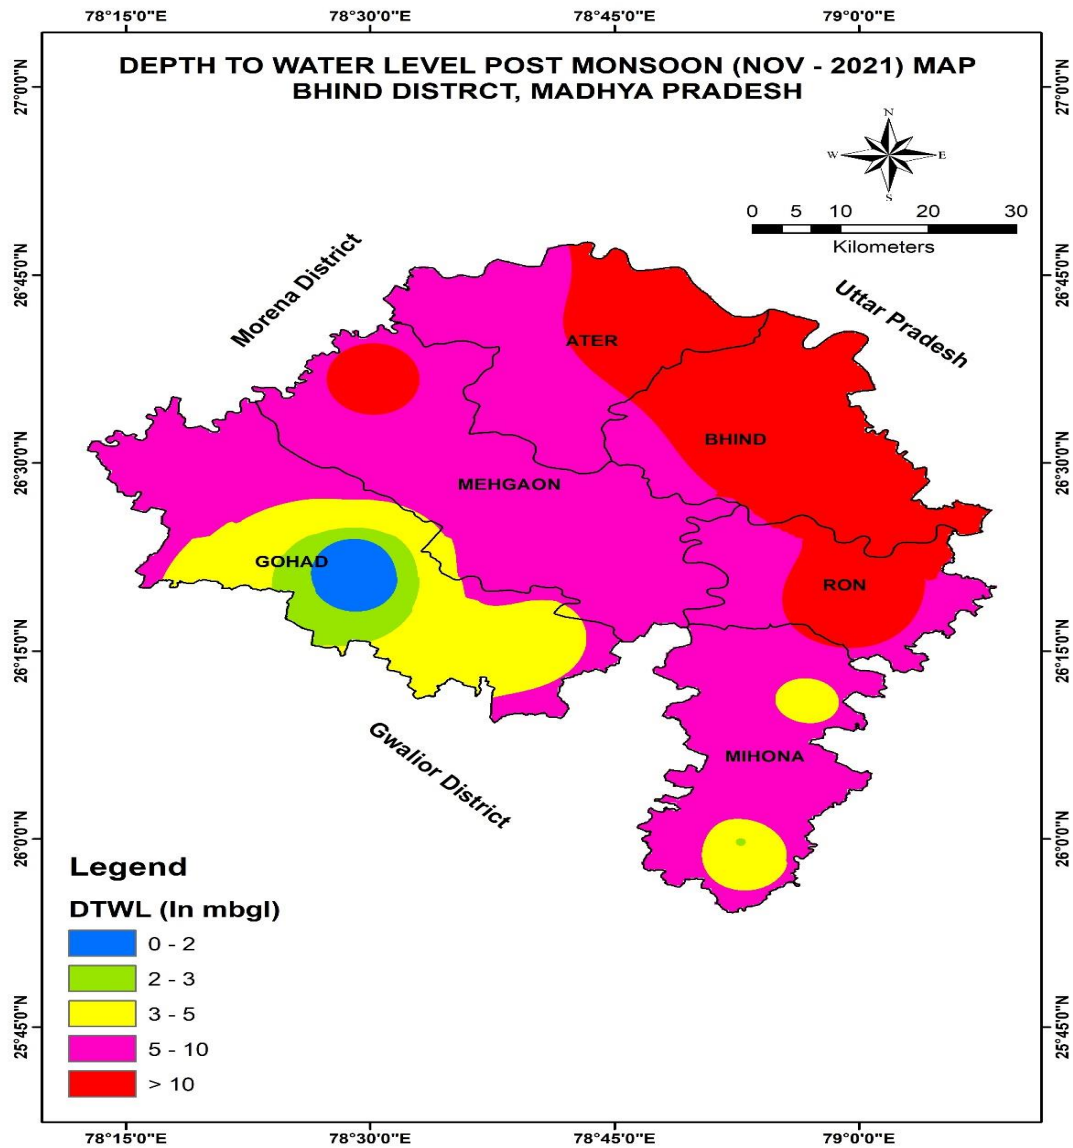 78°15'0"E 78°30'0"E 78°45'0"E 79°0'0"E
DEPTH TO WATER LEVEL POST MONSOON (NOV - 2021) MAP
BHIND DISTRCT, MADHYA PRADESH
27°0'0"N 27°0'0"N
N
W E
S
0 5 10 20 30
Kilometers
Morena District
Uttar Pradesh
26°45'0"N 26°45'0"N
ATER
BHIND
26°30'0"N 26°30'0"N
MEHGAON
GOHAD
RON
26°15'0"N 26°15'0"N
Gwalior District
MIHONA
26°0'0"N 26°0'0"N
Legend
DTWL (In mbgl)
0 - 2
2 - 3
3 - 5
25°45'0"N 25°45'0"N
5 - 10
> 10
78°15'0"E 78°30'0"E 78°45'0"E 79°0'0"E